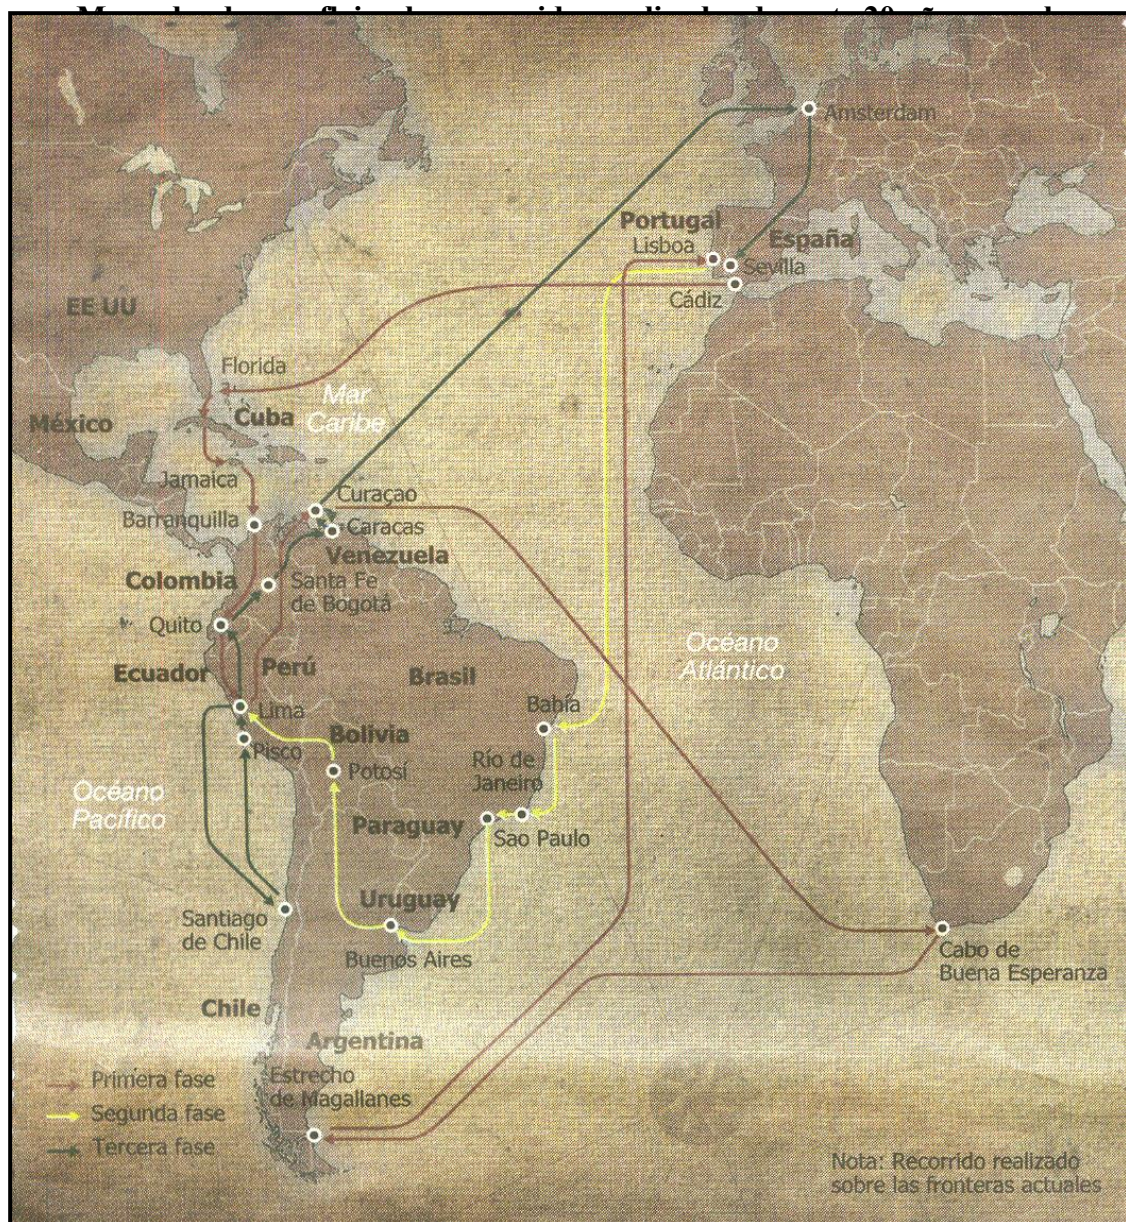 Amsterdam
Portugal
Lisboa
España
Sevilla
Cádiz
EE UU
Florida
Mar
Caribe
Cuba
México
Jamaica
Curaçao
Barranquilla
Caracas
Venezuela
Colombia
Santa Fe
de Bogotá
Quito
Océano
Atlántico
Ecuador
Perú
Brasil
Lima
Bahía
Bolivia
Pisco
Río de
Janeiro
Potosí
Océano
Pacífico
Paraguay
Sao Paulo
Uruguay
Santiago
de Chile
Buenos Aires
Cabo de
Buena Esperanza
Chile
Argentina
Estrecho
de Magallanes
Primera fase
Segunda fase
Tercera fase
Nota: Recorrido realizado
sobre las fronteras actuales